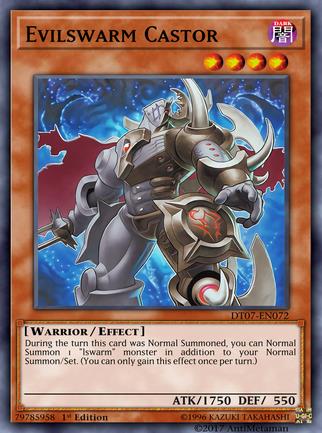 Evilswarm Castor
DARK
闇
DT07-EN072
[Warrior / Effect]
During the turn this card was Normal Summoned, you can Normal
Summon 1 "lswarm" monster in addition to your Normal
Summon/Set. (You can only gain this effect once per turn.)
ATK/1750 DEF/ 550
79785958 1st Edition ©1996 KAZUKI TAKAHASHI
©2017 AntiMetaman